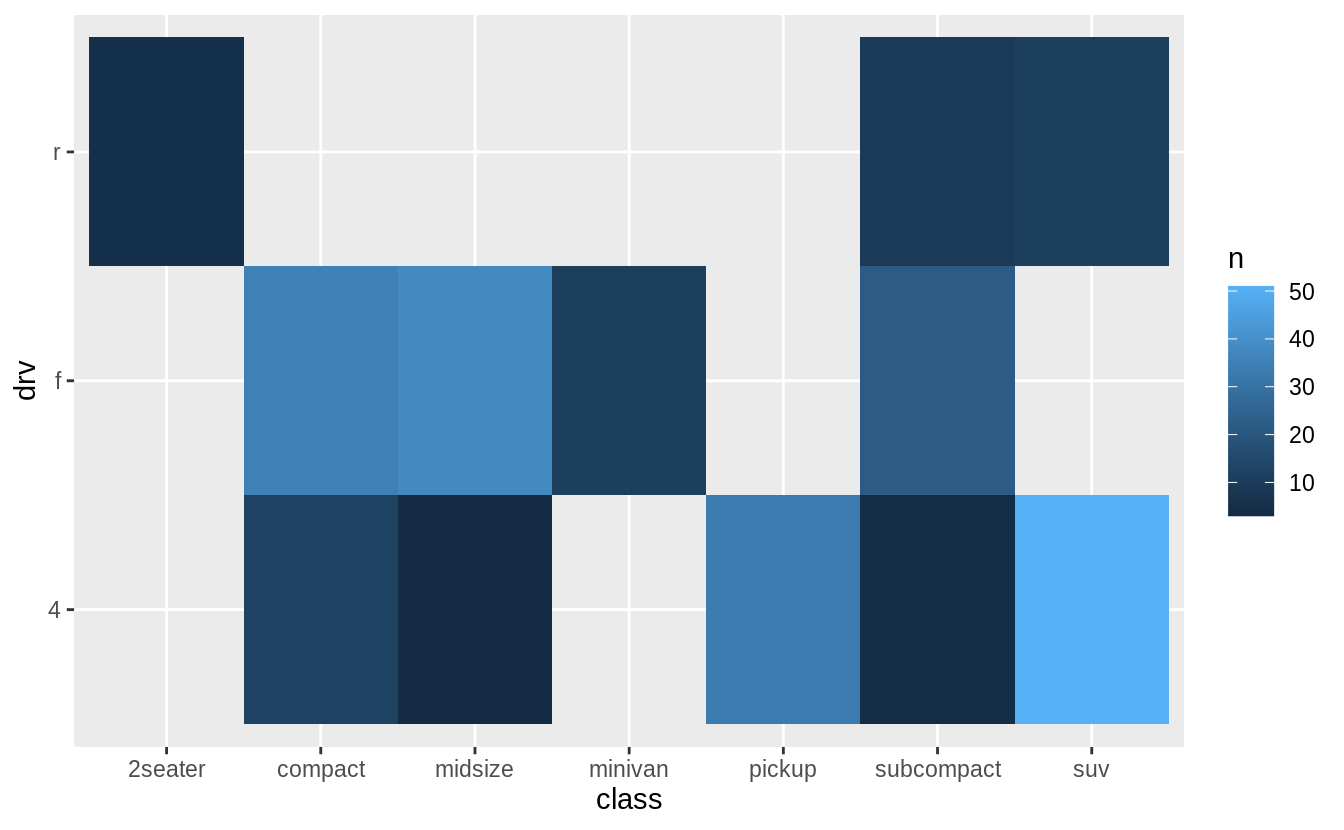 r
f
4
drv
2seater compact midsize minivan pickup subcompact suv
class
n
50
40
30
20
10